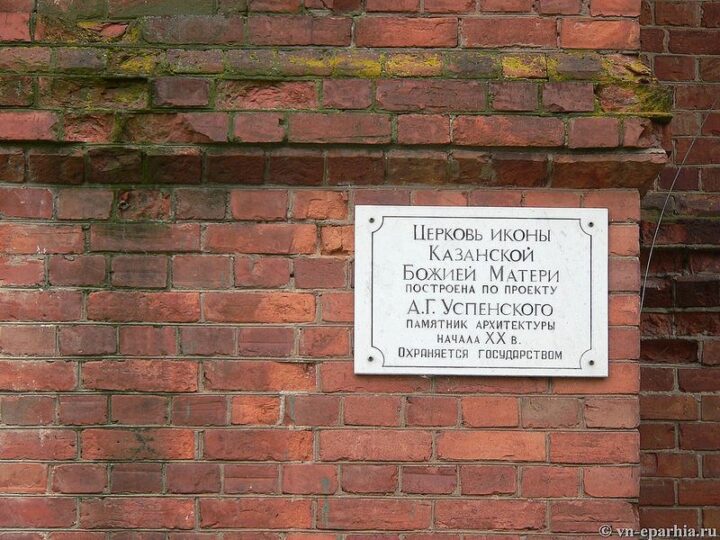 Церковь иконы
Казанской
Божией Матери
построена по проекту
А.Г. Успенского
памятник архитектуры
начала XX в.
Охраняется государством
© vn-eparhia.ru